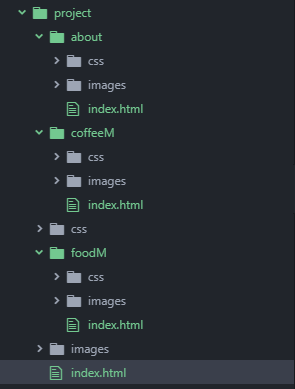 project
about
css
images
index.html
coffeeM
css
images
index.html
css
foodM
css
images
index.html
images
index.html